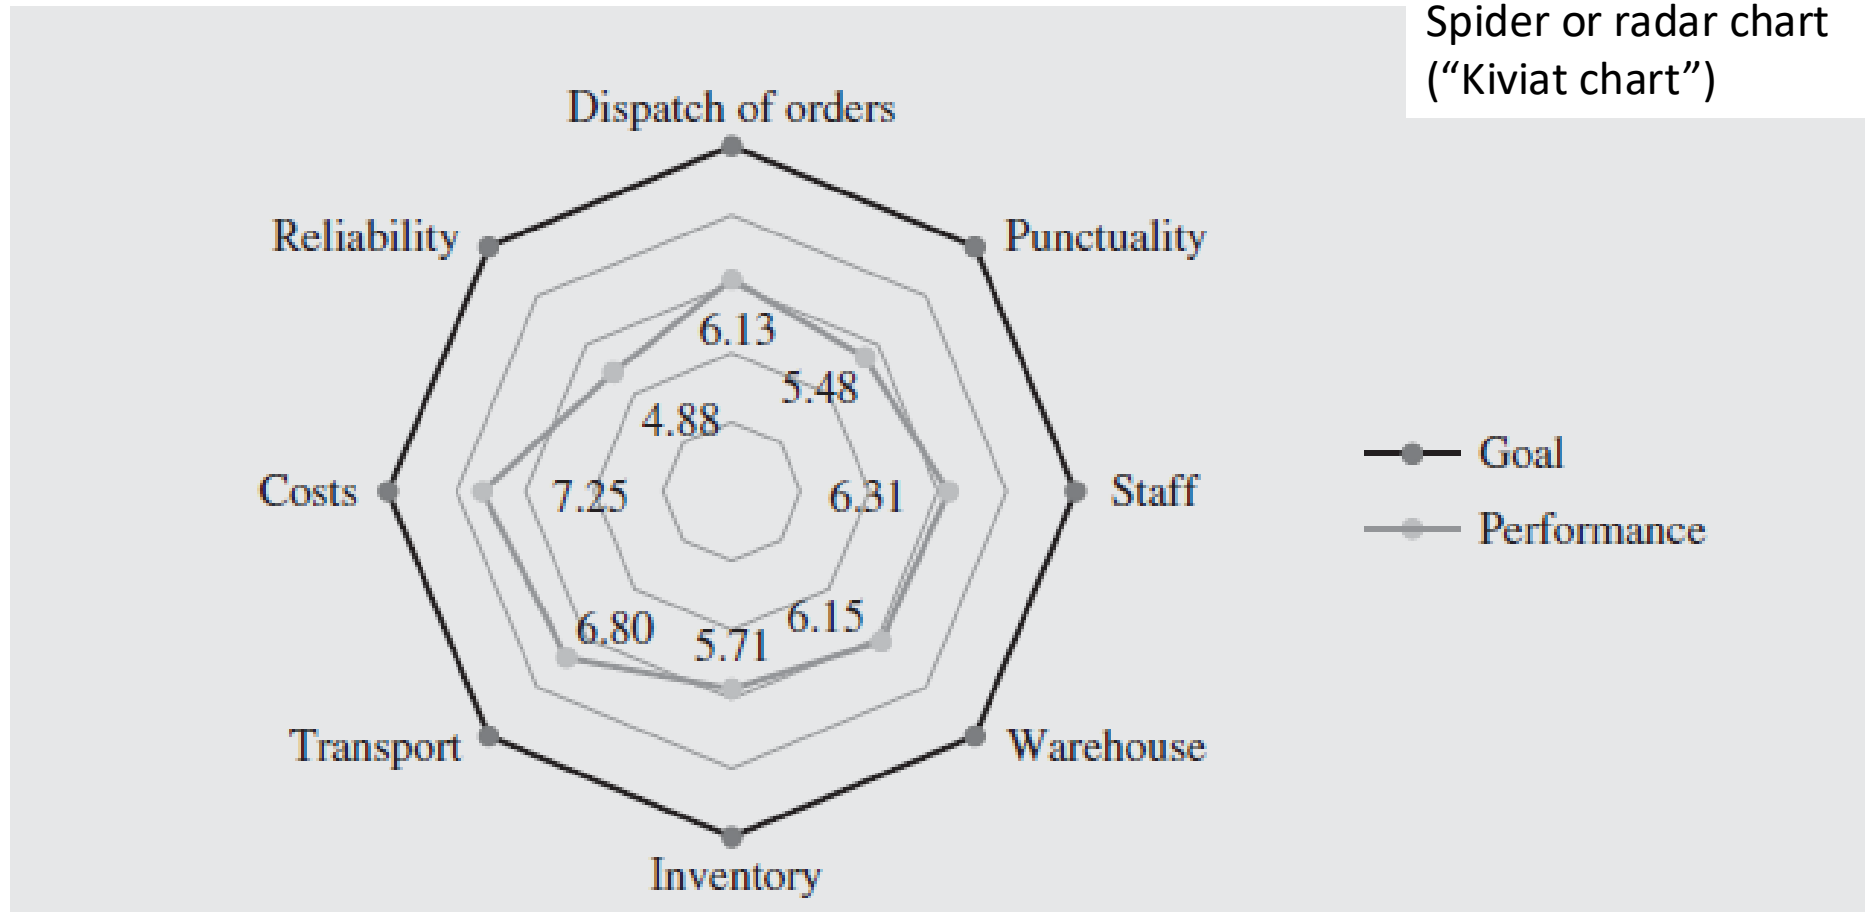 Spider or radar chart
(“Kiviat chart”)
Dispatch of orders
Reliability
Punctuality
6.13
5.48
4.88
Costs
7.25
6.31
Staff
Goal
Performance
6.80
5.71
6.15
Transport
Warehouse
Inventory